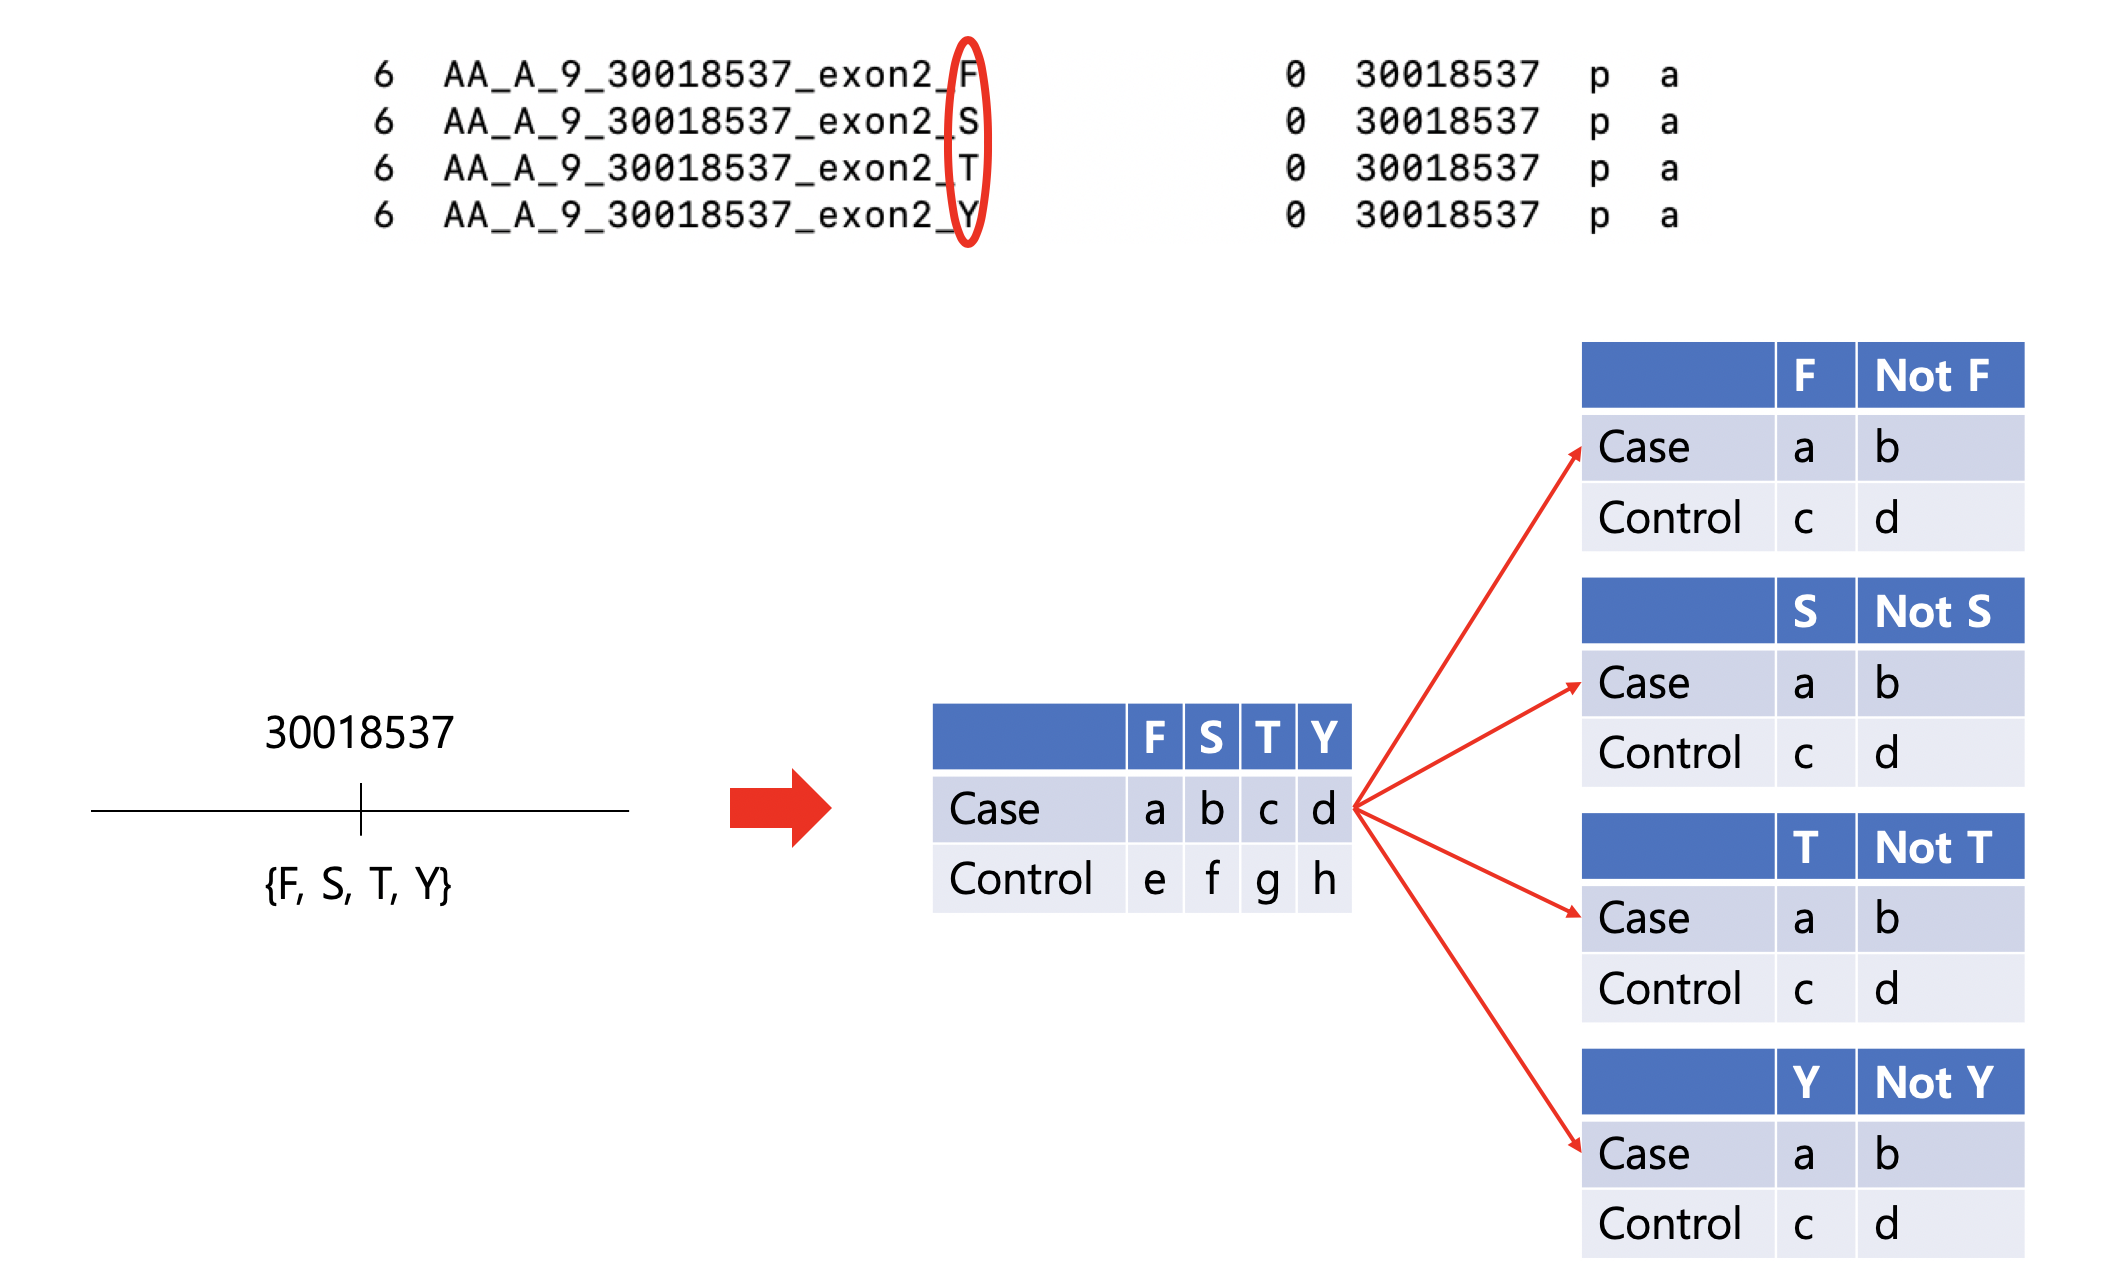 6 AA_A_9_30018537_exon2_F 0 30018537 p a
6 AA_A_9_30018537_exon2_S 0 30018537 p a
6 AA_A_9_30018537_exon2_T 0 30018537 p a
6 AA_A_9_30018537_exon2_Y 0 30018537 p a
30018537
{F, S, T, Y}
F S T Y
Case a b c d
Control e f g h
F Not F
Case a b
Control c d
S Not S
Case a b
Control c d
T Not T
Case a b
Control c d
Y Not Y
Case a b
Control c d